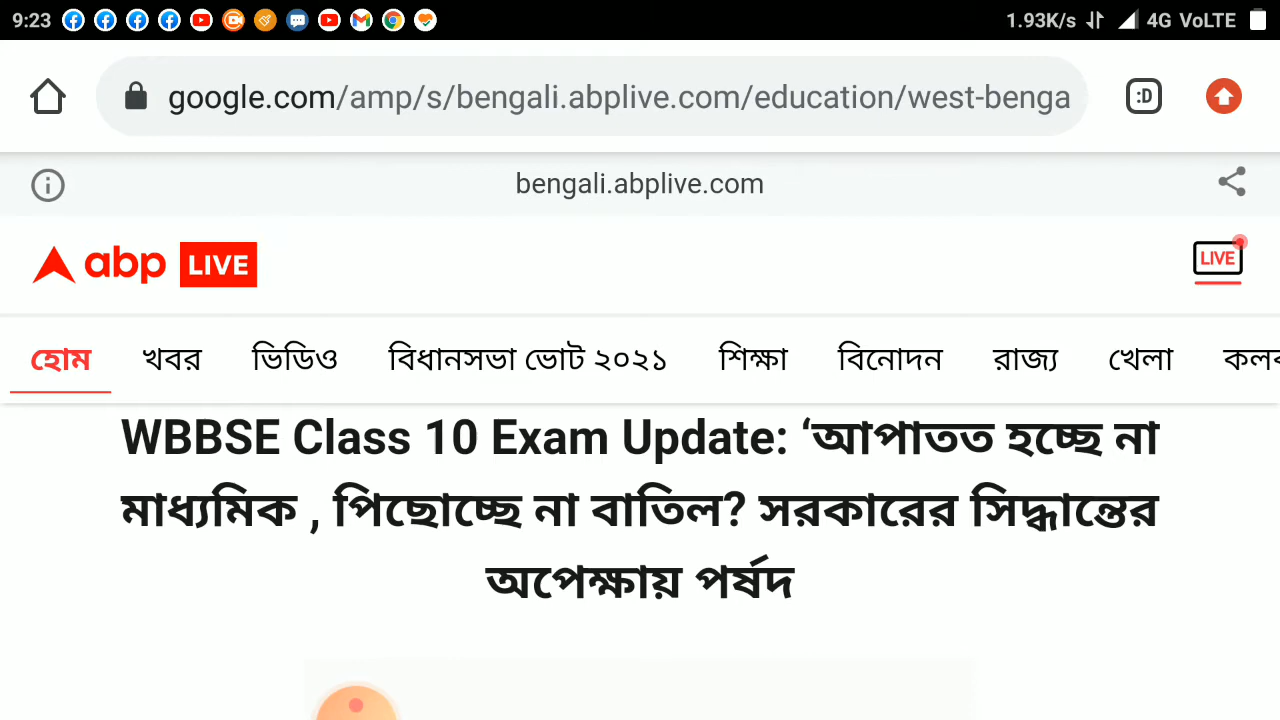 9:23 1.93K/s 4G VoLTE
google.com/amp/s/bengali.abplive.com/education/west-benga :D
bengali.abplive.com
abp LIVE LIVE
হোম খবর ভিডিও বিধানসভা ভোট ২০২১ শিক্ষা বিনোদন রাজ্য খেলা
WBBSE Class 10 Exam Update: ‘আপাতত হচ্ছে না
মাধ্যমিক , পিছোচ্ছে না বাতিল? সরকারের সিদ্ধান্তের
অপেক্ষায় পর্ষদ